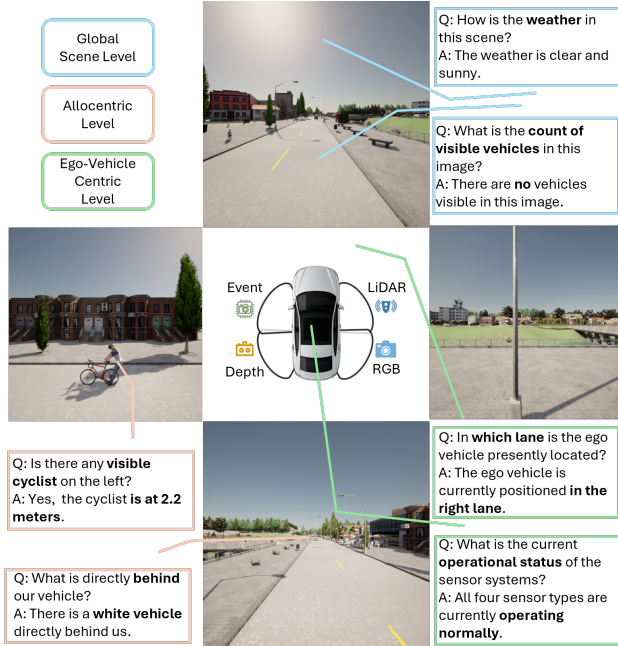 Global
Scene Level
Allocentric
Level
Ego-Vehicle
Centric
Level
Q: How is the weather in
this scene?
A: The weather is clear and
sunny.
Q: What is the count of
visible vehicles in this
image?
A: There are no vehicles
visible in this image.
Event
LiDAR
Depth
RGB
Q: Is there any visible
cyclist on the left?
A: Yes,  the cyclist is at 2.2
meters.
Q: What is directly behind
our vehicle?
A: There is a white vehicle
directly behind us.
Q: In which lane is the ego
vehicle presently located?
A: The ego vehicle is
currently positioned in the
right lane.
Q: What is the current
operational status of the
sensor systems?
A: All four sensor types are
currently operating
normally.